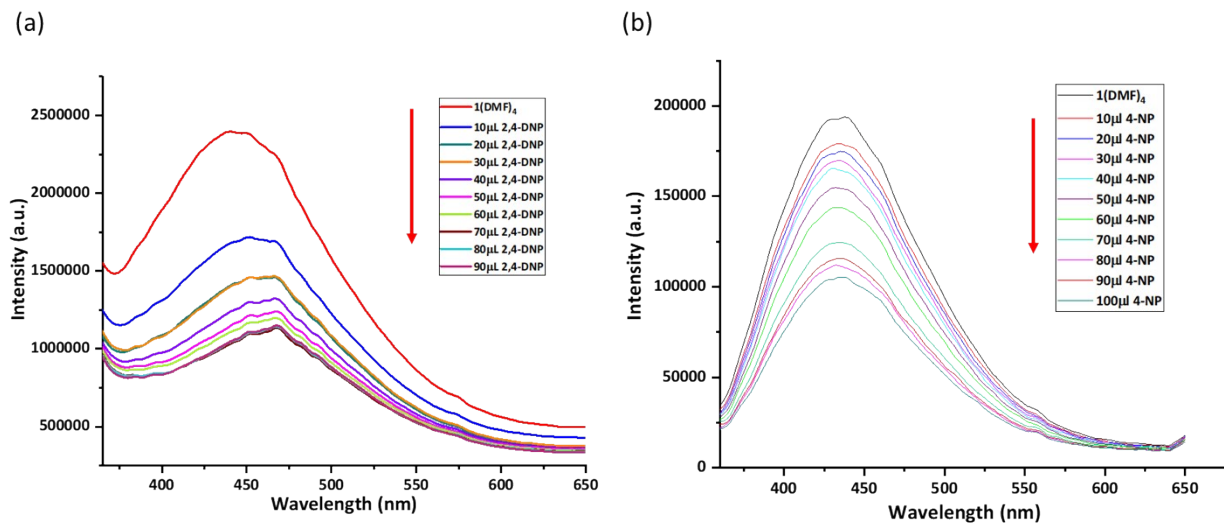 (a)
Intensity (a.u.)
2500000
2000000
1500000
1000000
500000
400
450
500
550
600
650
Wavelength (nm)
1(DMF)₄
10µL 2,4-DNP
20µL 2,4-DNP
30µL 2,4-DNP
40µL 2,4-DNP
50µL 2,4-DNP
60µL 2,4-DNP
70µL 2,4-DNP
80µL 2,4-DNP
90µL 2,4-DNP
(b)
Intensity (a.u.)
200000
150000
100000
50000
0
400
450
500
550
600
650
Wavelength (nm)
1(DMF)₄
10µl 4-NP
20µl 4-NP
30µl 4-NP
40µl 4-NP
50µl 4-NP
60µl 4-NP
70µl 4-NP
80µl 4-NP
90µl 4-NP
100µl 4-NP